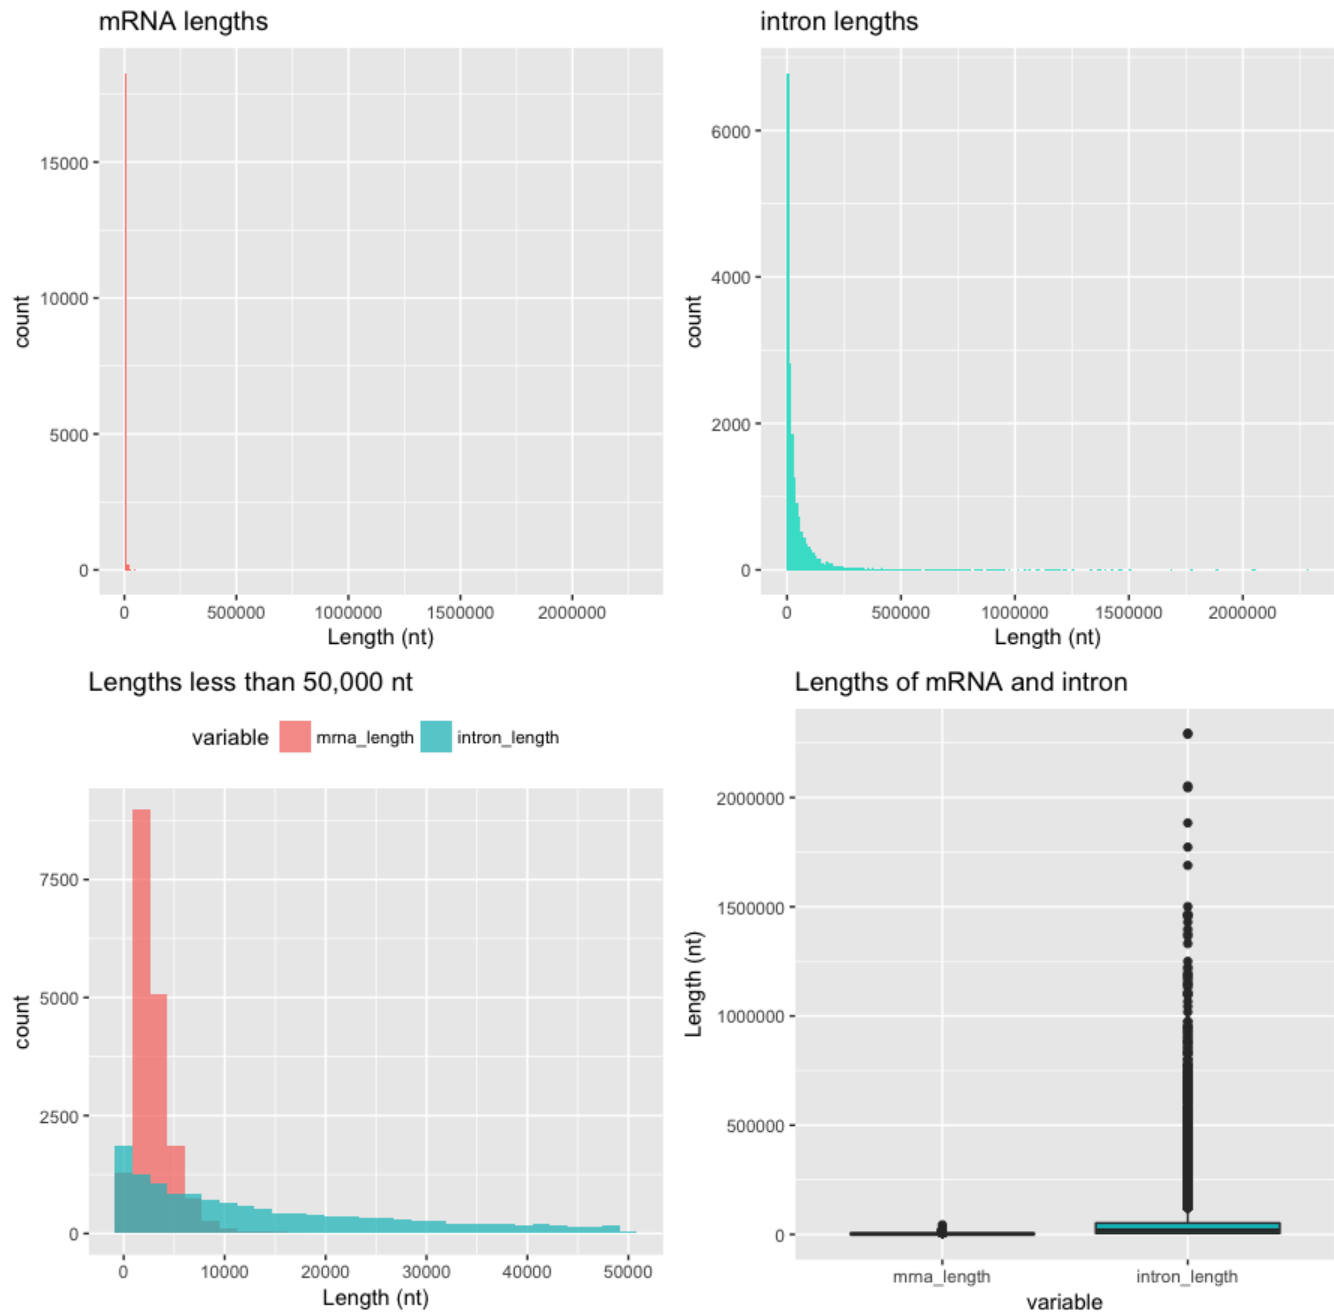 mRNA lengths
count
15000
10000
5000
0
0 500000 1000000 1500000 2000000
Length (nt)
intron lengths
count
6000
4000
2000
0
0 500000 1000000 1500000 2000000
Length (nt)
Lengths less than 50,000 nt
variable mrna_length intron_length
count
7500
5000
2500
0
0 10000 20000 30000 40000 50000
Length (nt)
Lengths of mRNA and intron
Length (nt)
2000000
1500000
1000000
500000
0
mrna_length intron_length
variable